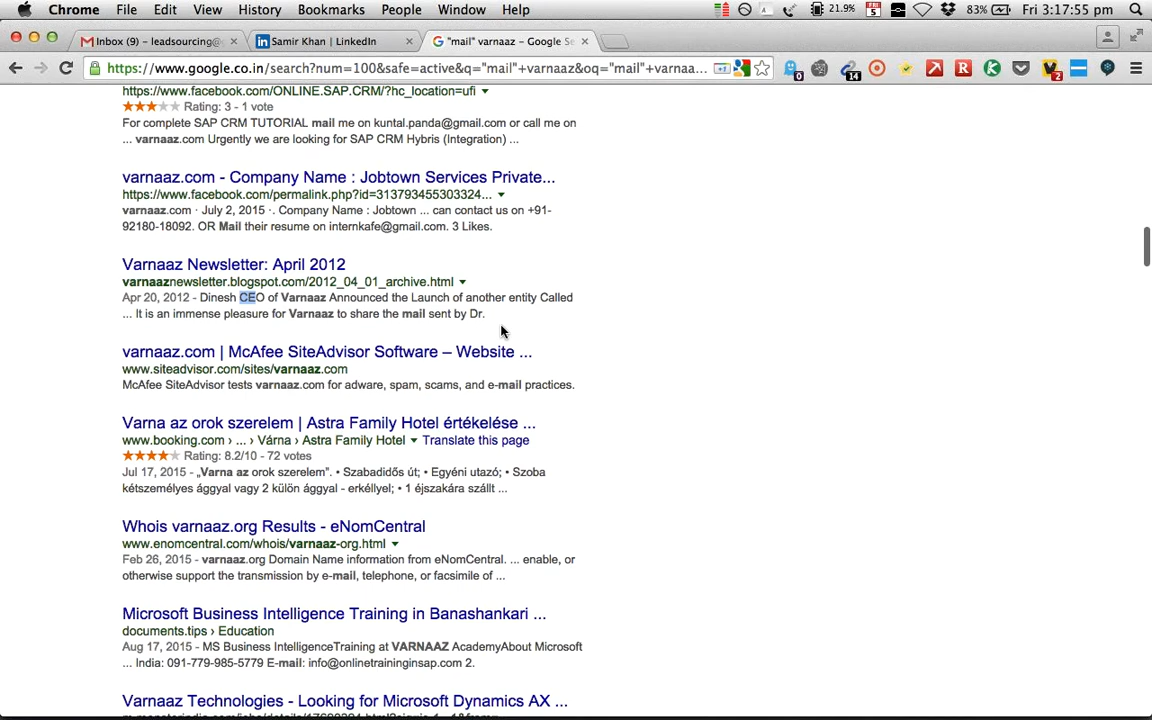 Chrome File Edit View History Bookmarks People Window Help 21.9% 5 83% Fri 3:17:55 pm
Inbox (9) – leadsourcing@ Samir Khan | LinkedIn "mail" varnaaz – Google Se
https://www.google.co.in/search?num=100&safe=active&q="mail"+varnaaz&oq="mail"+varnaa... 0 14 R K 2
https://www.facebook.com/ONLINE.SAP.CRM/?hc_location=ufi
Rating: 3 - 1 vote
For complete SAP CRM TUTORIAL mail me on kuntal.panda@gmail.com or call me on
... varnaaz.com Urgently we are looking for SAP CRM Hybris (Integration) ...
varnaaz.com - Company Name : Jobtown Services Private...
https://www.facebook.com/permalink.php?id=313793455303324...
varnaaz.com · July 2, 2015 ·. Company Name : Jobtown ... can contact us on +91-
92180-18092. OR Mail their resume on internkafe@gmail.com. 3 Likes.
Varnaaz Newsletter: April 2012
varnaaznewsletter.blogspot.com/2012_04_01_archive.html
Apr 20, 2012 - Dinesh CEO of Varnaaz Announced the Launch of another entity Called
... It is an immense pleasure for Varnaaz to share the mail sent by Dr.
varnaaz.com | McAfee SiteAdvisor Software – Website ...
www.siteadvisor.com/sites/varnaaz.com
McAfee SiteAdvisor tests varnaaz.com for adware, spam, scams, and e-mail practices.
Varna az orok szerelem | Astra Family Hotel értékelése ...
www.booking.com › ... › Várna › Astra Family Hotel Translate this page
Rating: 8.2/10 - 72 votes
Jul 17, 2015 - „Varna az orok szerelem". • Szabadidős út; • Egyéni utazó; • Szoba
kétszemélyes ággyal vagy 2 külön ággyal - erkéllyel; • 1 éjszakára szállt ...
Whois varnaaz.org Results - eNomCentral
www.enomcentral.com/whois/varnaaz-org.html
Feb 26, 2015 - varnaaz.org Domain Name information from eNomCentral. ... enable, or
otherwise support the transmission by e-mail, telephone, or facsimile of ...
Microsoft Business Intelligence Training in Banashankari ...
documents.tips › Education
Aug 17, 2015 - MS Business IntelligenceTraining at VARNAAZ AcademyAbout Microsoft
... India: 091-779-985-5779 E-mail: info@onlinetraininginsap.com 2.
Varnaaz Technologies - Looking for Microsoft Dynamics AX ...